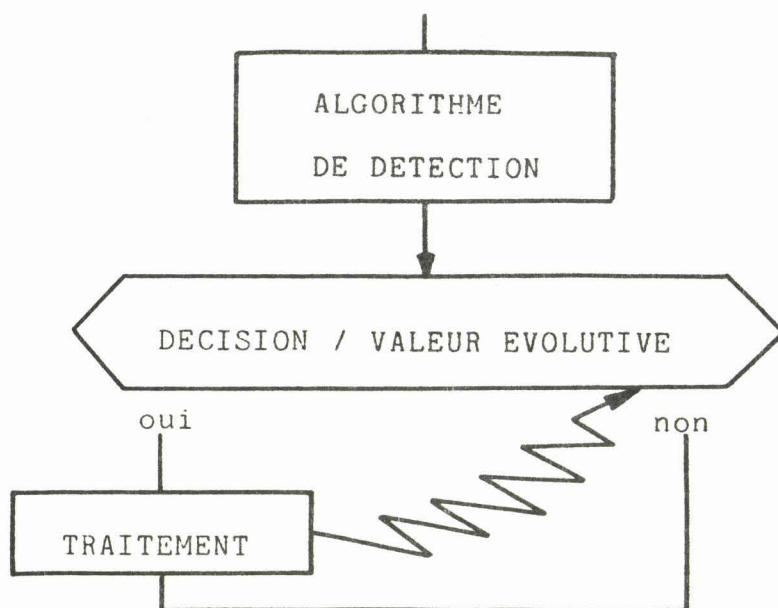 ALGORITHME
DE DETECTION
DECISION / VALEUR EVOLUTIVE
oui
non
TRAITEMENT